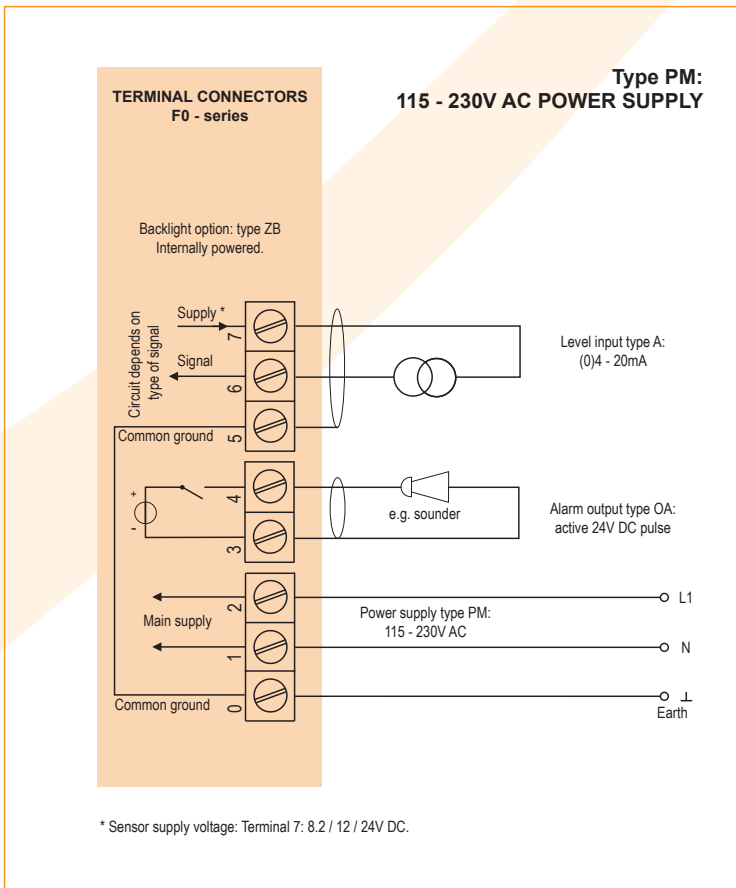 Type PM:
115 - 230V AC POWER SUPPLY
TERMINAL CONNECTORS
F0 - series
Backlight option: type ZB
Internally powered.
Circuit depends on
type of signal
Supply *
7
Signal
6
Common ground
5
Level input type A:
(0)4 - 20mA
+
-
4
3
e.g. sounder
Alarm output type OA:
active 24V DC pulse
2
Main supply
1
Power supply type PM:
115 - 230V AC
L1
N
Common ground
0
Earth
* Sensor supply voltage: Terminal 7: 8.2 / 12 / 24V DC.